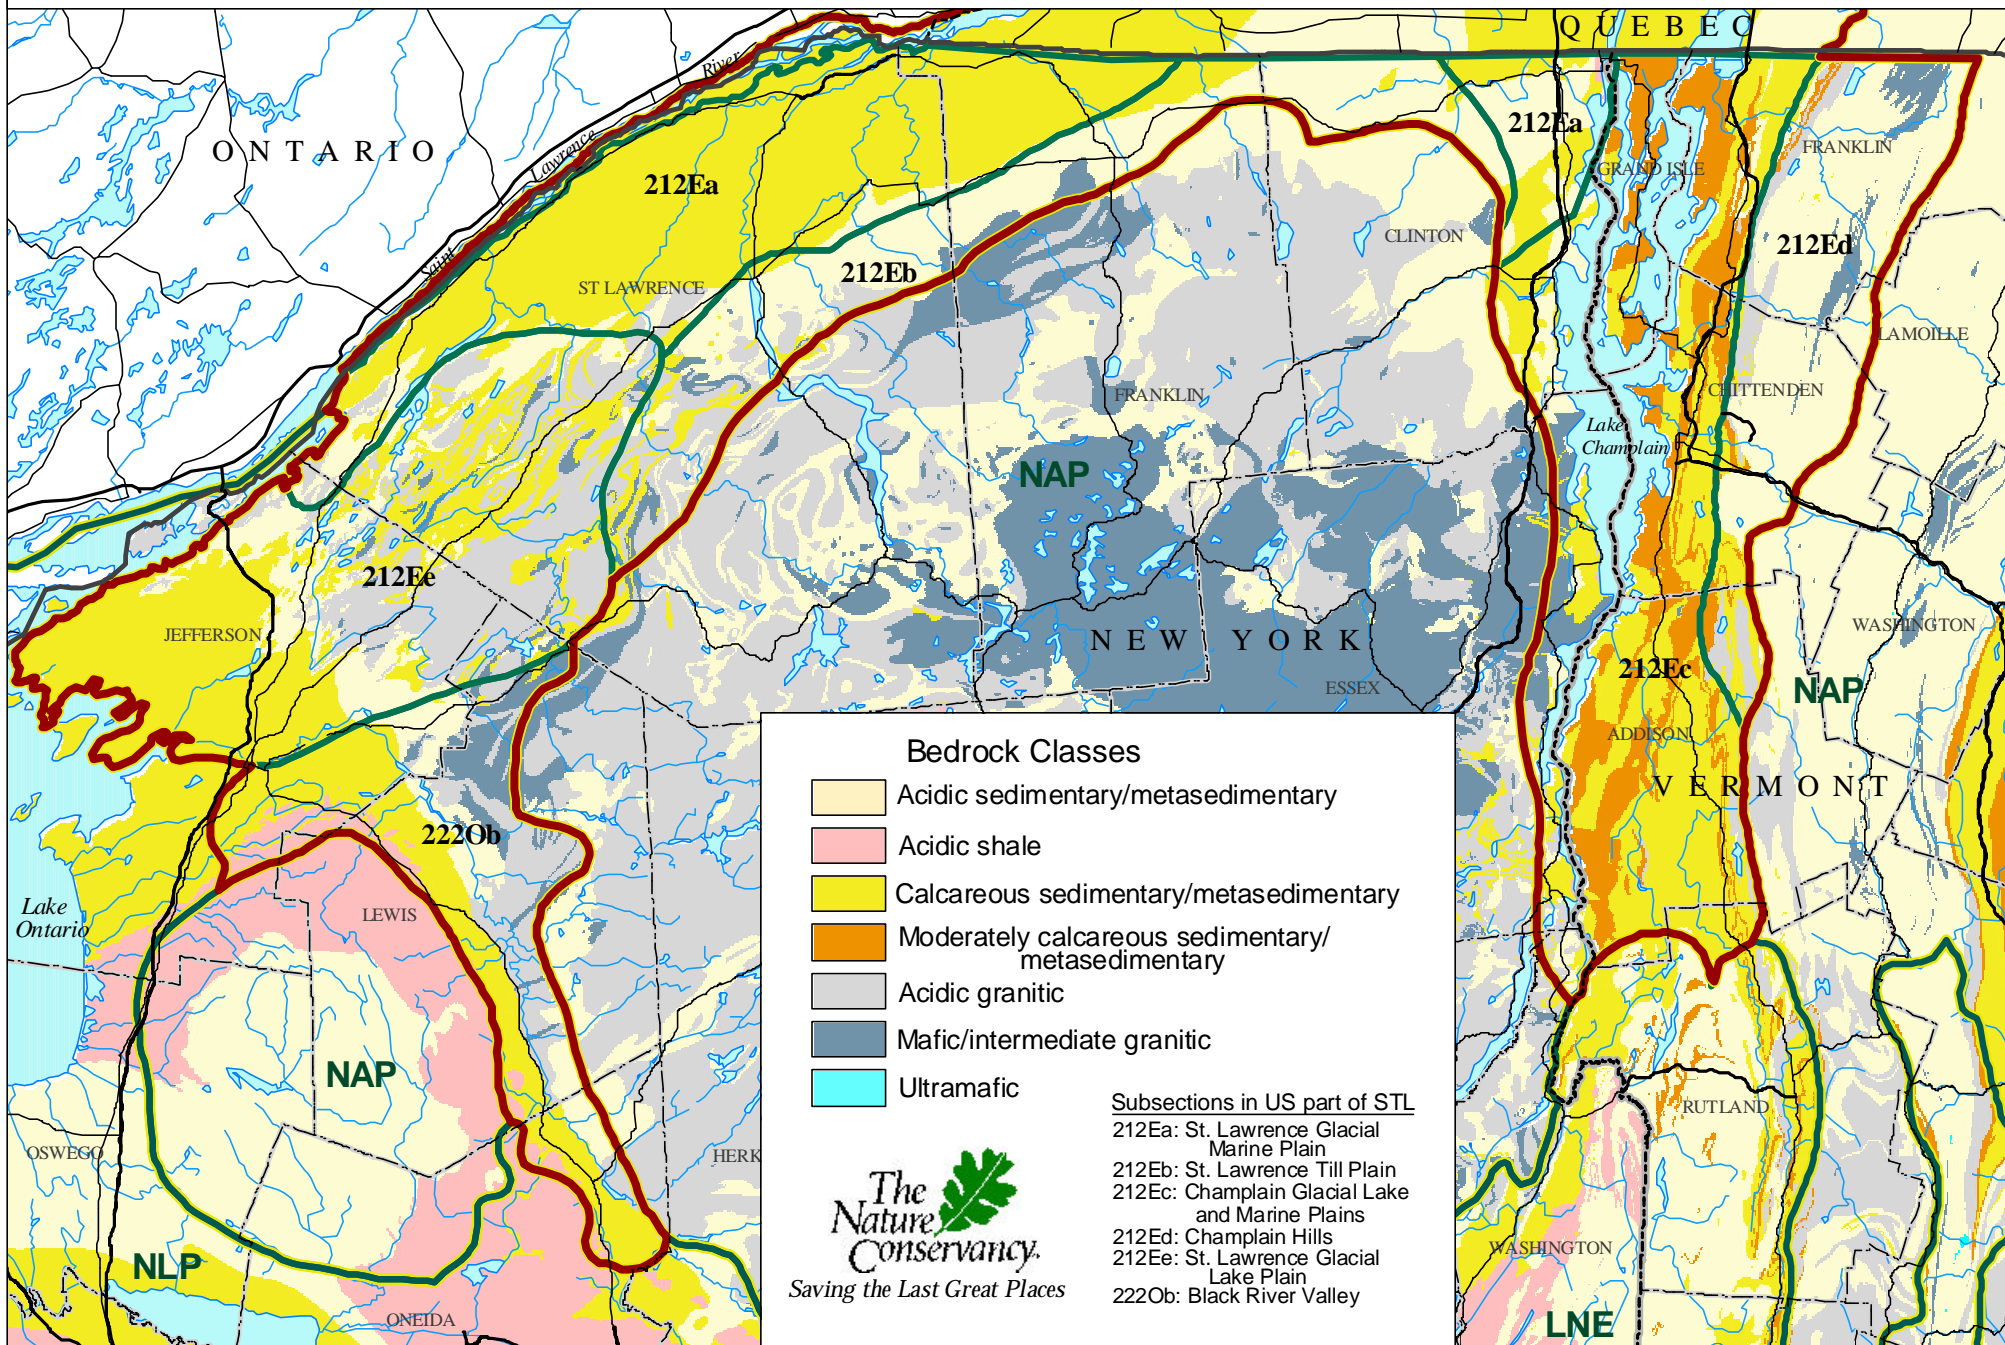 QUEBEC
River
ONTARIO
Lawrence
Saint
212Ea
212Ea
GRAND ISLE
FRANKLIN
212Ed
CLINTON
212Eb
ST LAWRENCE
LAMOILLE
FRANKLIN
CHITTENDEN
Lake
Champlain
NAP
212Ee
JEFFERSON
NEW YORK
WASHINGTON
212Ec
ESSEX
NAP
ADDISON
VERMONT
222Ob
Lake
Ontario
LEWIS
NAP
OSWEGO
HERK
RUTLAND
NLP
WASHINGTON
ONEIDA
LNE
Bedrock Classes
Acidic sedimentary/metasedimentary
Acidic shale
Calcareous sedimentary/metasedimentary
Moderately calcareous sedimentary/
metasedimentary
Acidic granitic
Mafic/intermediate granitic
Ultramafic
The
Nature
Conservancy.
Saving the Last Great Places
Subsections in US part of STL
212Ea: St. Lawrence Glacial
Marine Plain
212Eb: St. Lawrence Till Plain
212Ec: Champlain Glacial Lake
and Marine Plains
212Ed: Champlain Hills
212Ee: St. Lawrence Glacial
Lake Plain
222Ob: Black River Valley